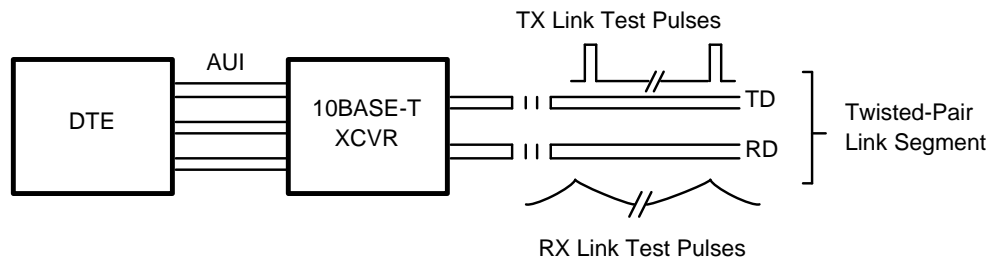 TX Link Test Pulses
AUI
DTE
10BASE-T
XCVR
TD
RD
Twisted-Pair
Link Segment
RX Link Test Pulses